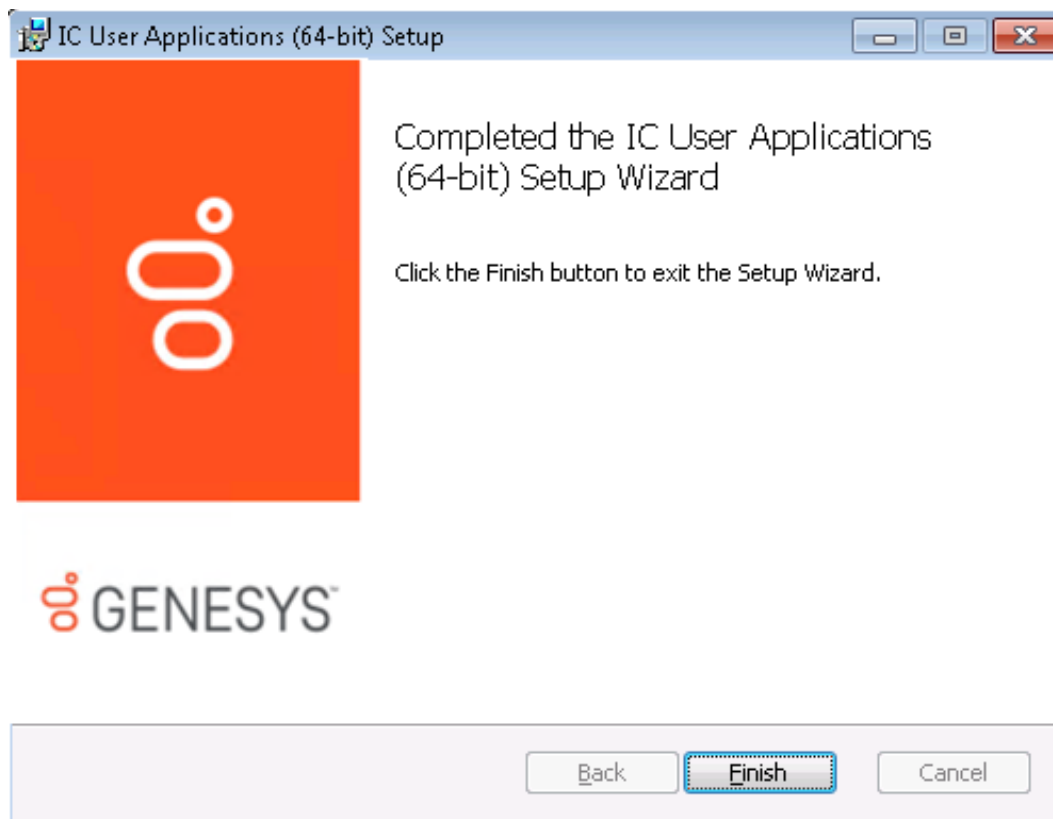 IC User Applications (64-bit) Setup
Completed the IC User Applications
(64-bit) Setup Wizard
Click the Finish button to exit the Setup Wizard.
GENESYS™
Back
Finish
Cancel